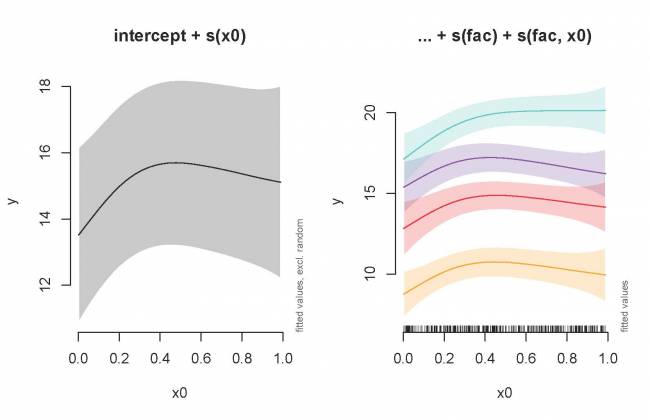 intercept + s(x0)
y
18
16
14
12
0.0 0.2 0.4 0.6 0.8 1.0
x0
fitted values, excl. random
... + s(fac) + s(fac, x0)
y
20
15
10
0.0 0.2 0.4 0.6 0.8 1.0
x0
fitted values